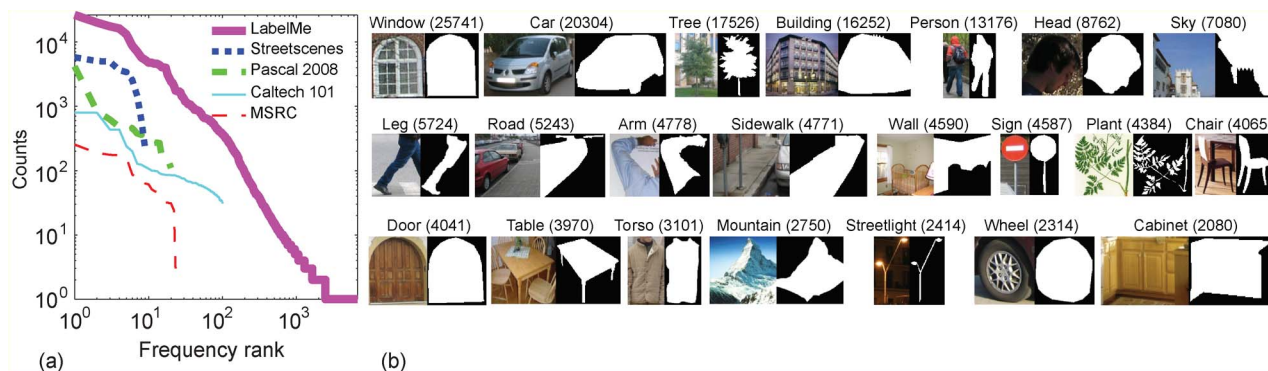 LabelMe
Streetscenes
Pascal 2008
Caltech 101
MSRC
Counts
10^4
10^3
10^2
10^1
10^0
10^0 10^1 10^2 10^3
Frequency rank
(a)
Window (25741) Car (20304) Tree (17526) Building (16252) Person (13176) Head (8762) Sky (7080)
Leg (5724) Road (5243) Arm (4778) Sidewalk (4771) Wall (4590) Sign (4587) Plant (4384) Chair (4065)
Door (4041) Table (3970) Torso (3101) Mountain (2750) Streetlight (2414) Wheel (2314) Cabinet (2080)
(b)